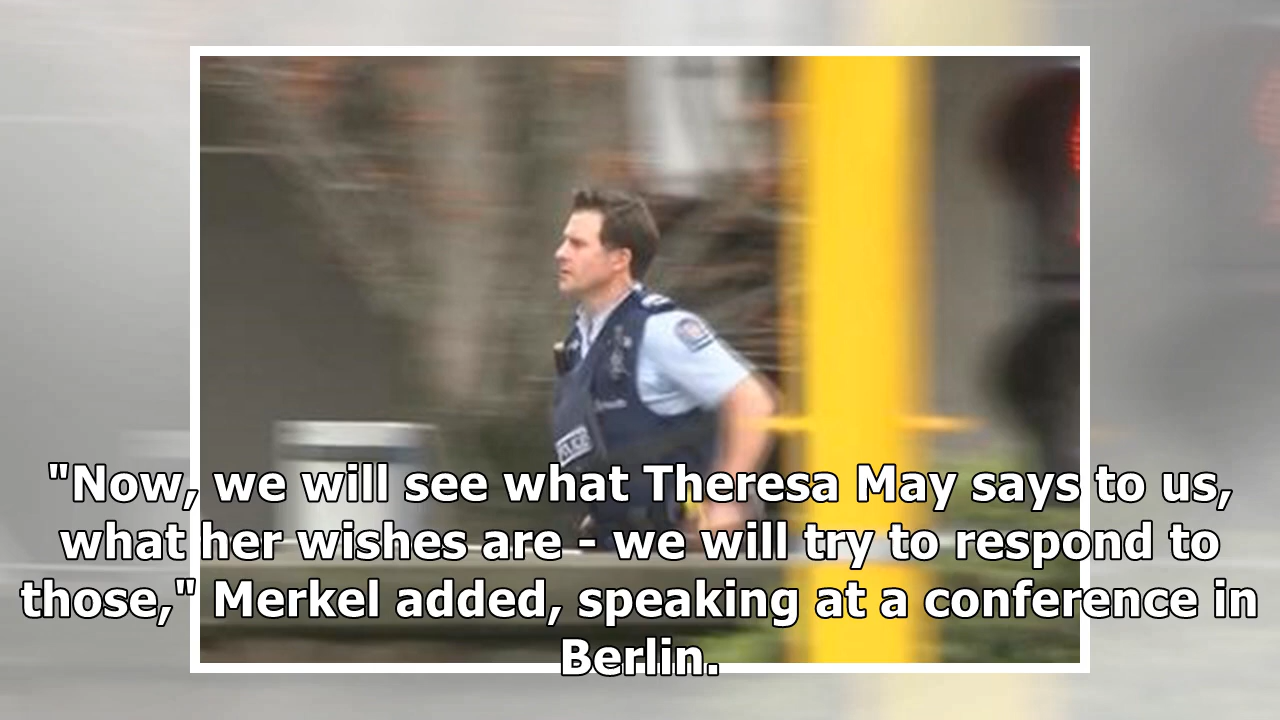 POLICE
"Now, we will see what Theresa May says to us,
what her wishes are - we will try to respond to
those," Merkel added, speaking at a conference in
Berlin.